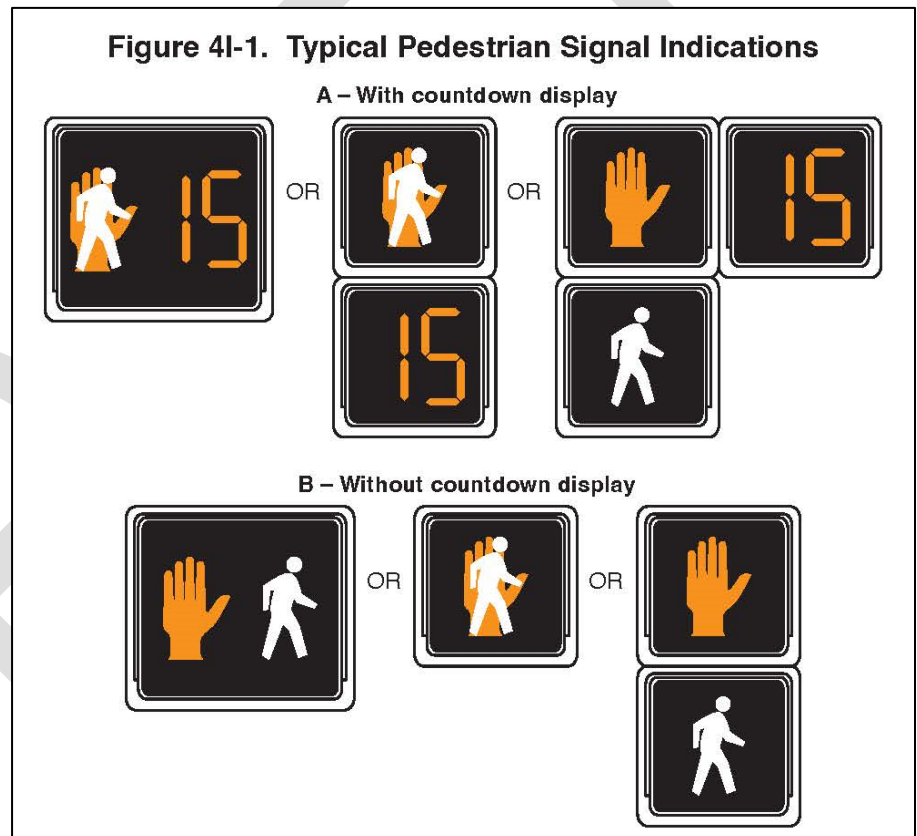 Figure 4I-1. Typical Pedestrian Signal Indications
A – With countdown display
15 OR OR 15
15
B – Without countdown display
OR OR